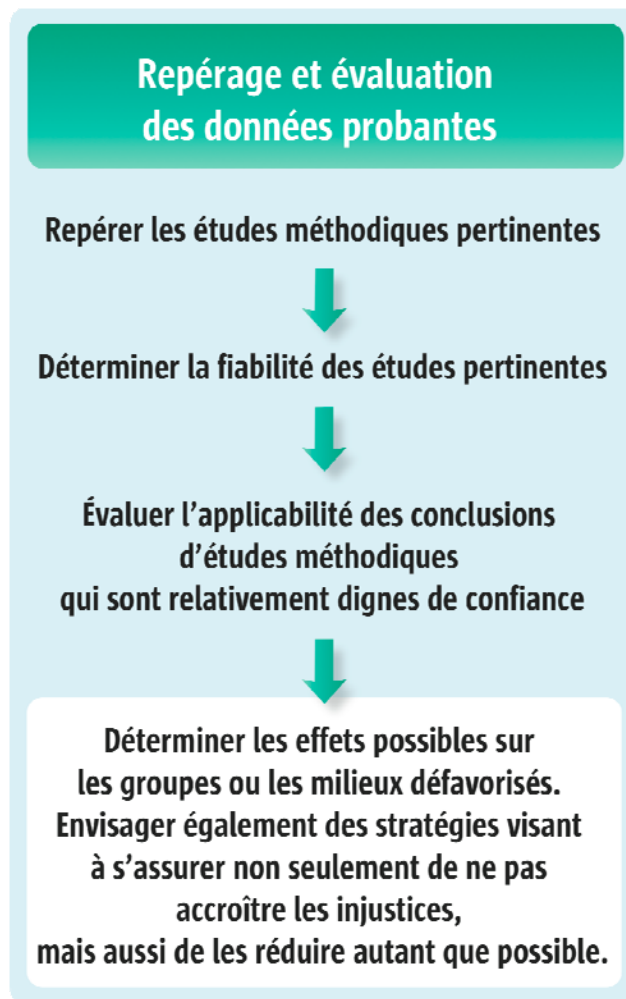 Repérage et évaluation
des données probantes
Repérer les études méthodiques pertinentes
Déterminer la fiabilité des études pertinentes
Évaluer l’applicabilité des conclusions
d’études méthodiques
qui sont relativement dignes de confiance
Déterminer les effets possibles sur
les groupes ou les milieux défavorisés.
Envisager également des stratégies visant
à s’assurer non seulement de ne pas
accroître les injustices,
mais aussi de les réduire autant que possible.